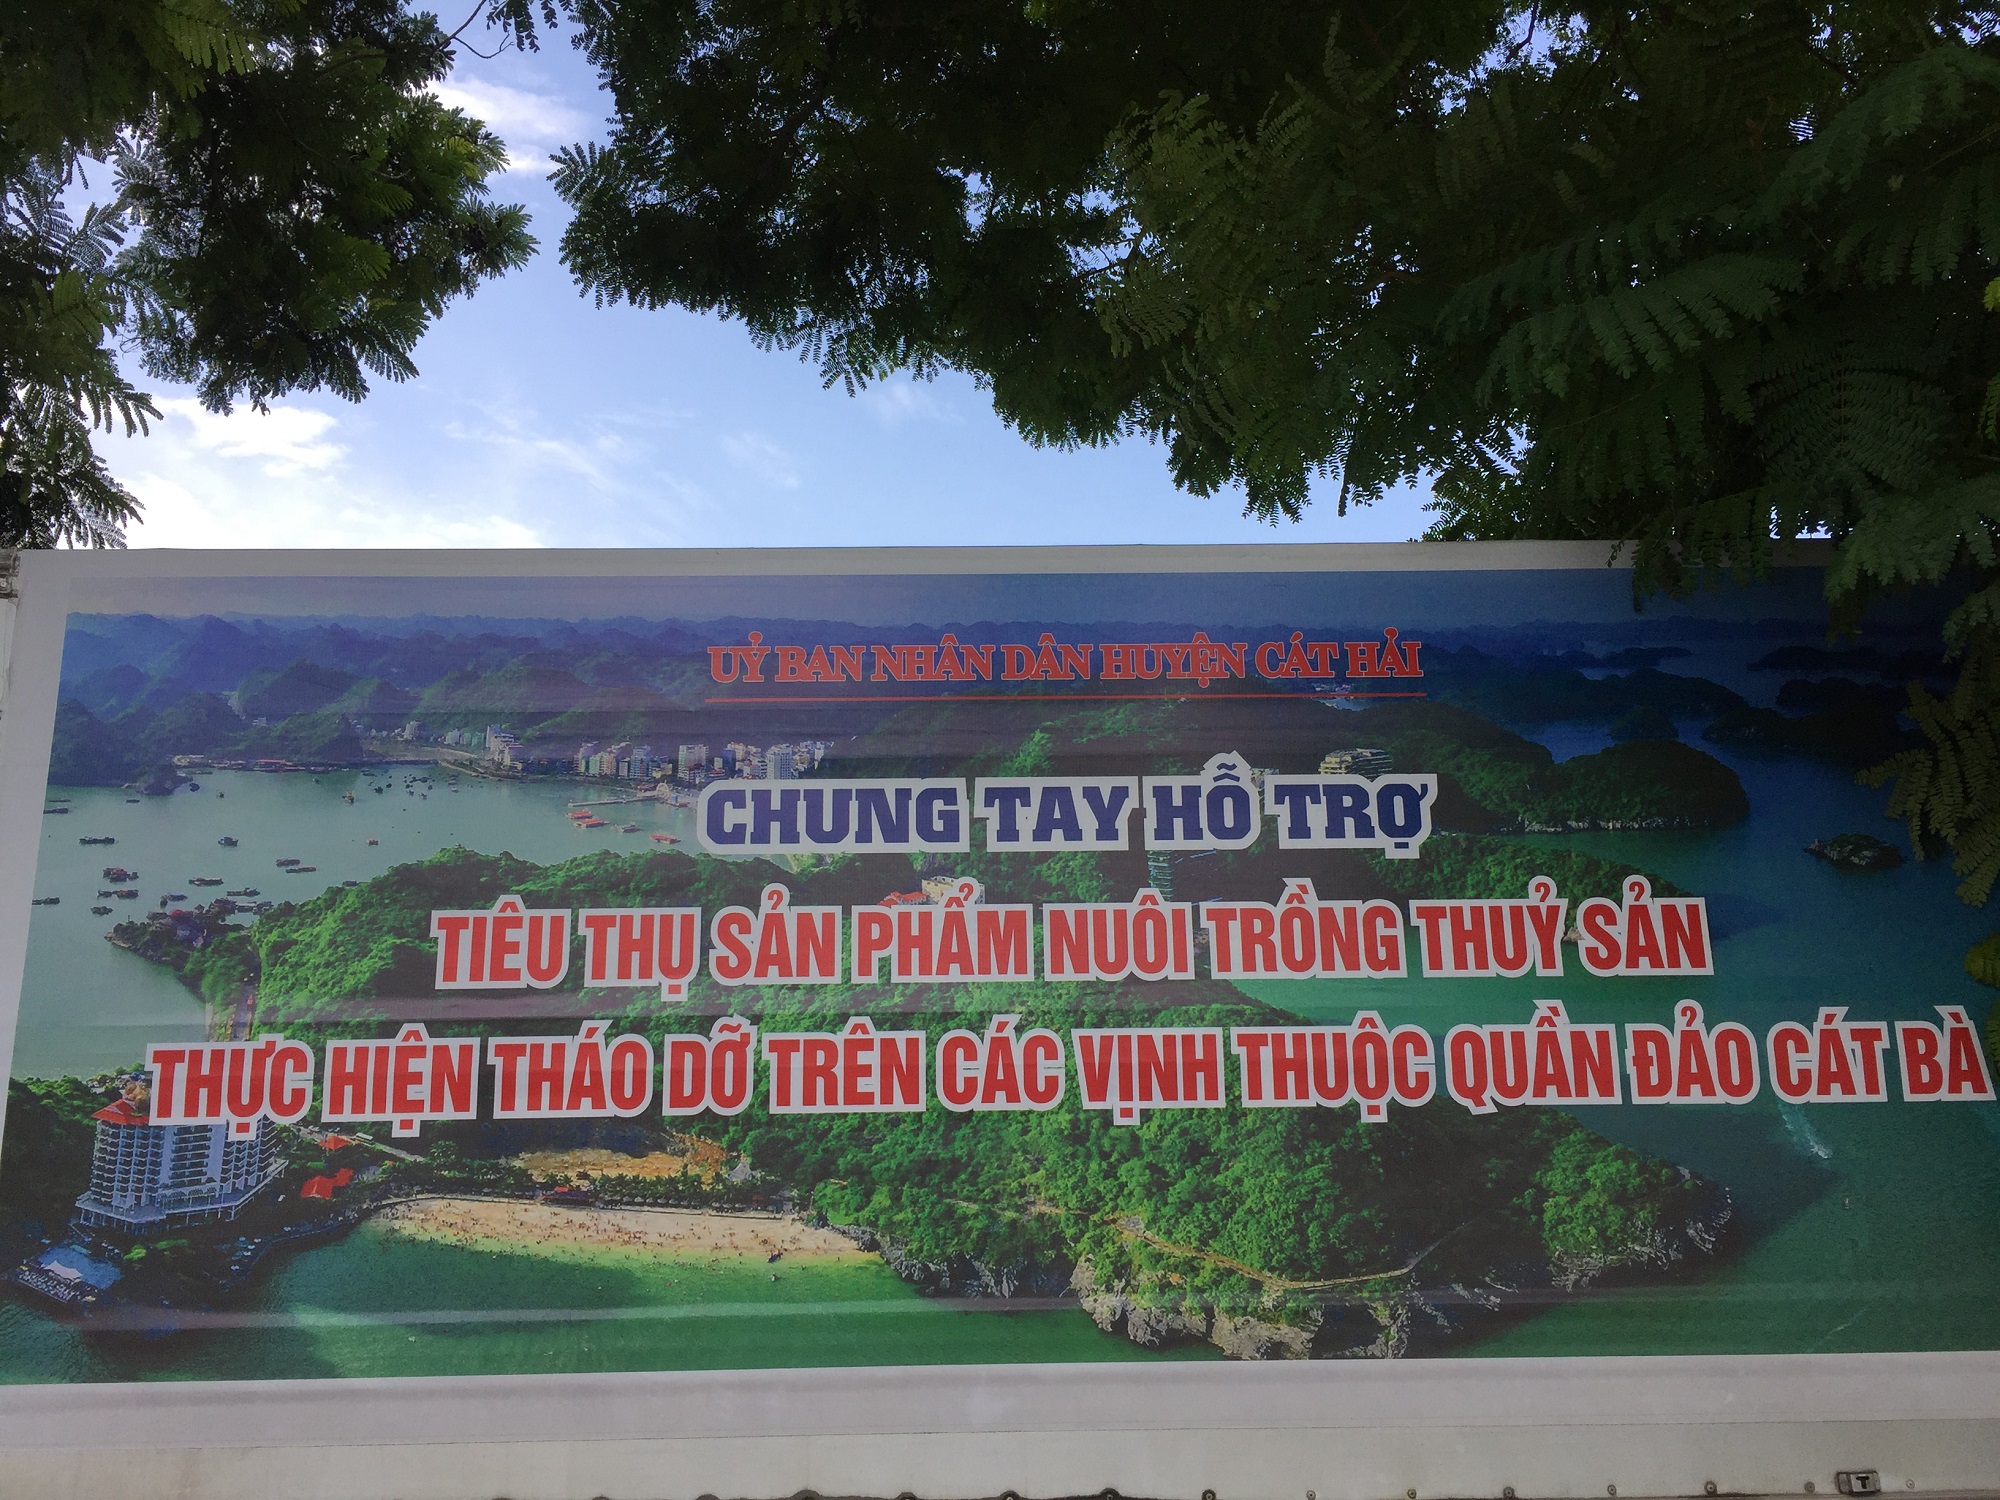 UỶ BAN NHÂN DÂN HUYỆN CÁT HẢI
CHUNG TAY HỖ TRỢ
TIÊU THỤ SẢN PHẨM NUÔI TRỒNG THUỶ SẢN
THỰC HIỆN THÁO DỠ TRÊN CÁC VỊNH THUỘC QUẦN ĐẢO CÁT BÀ
T